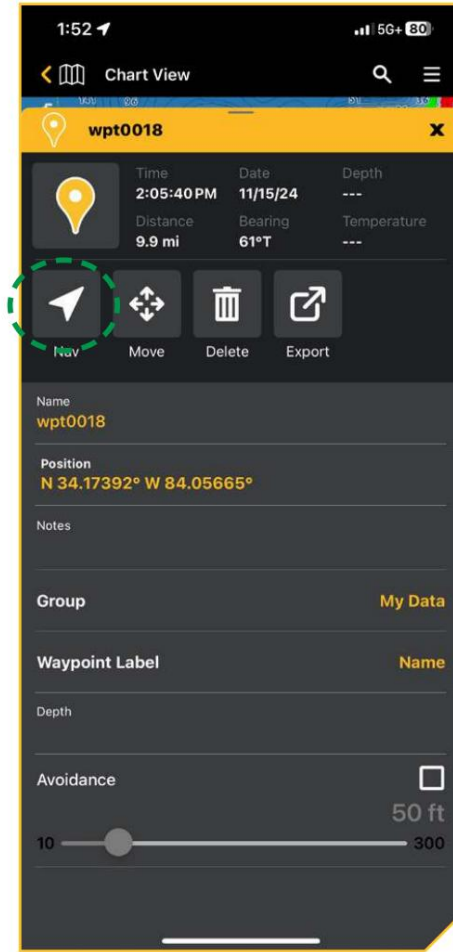 1:52 5G+ 80
Chart View
wpt0018 x
Time Date Depth
2:05:40 PM 11/15/24 ---
Distance Bearing Temperature
9.9 mi 61°T ---
Nav Move Delete Export
Name
wpt0018
Position
N 34.17392° W 84.05665°
Notes
Group My Data
Waypoint Label Name
Depth
Avoidance
50 ft
10 300